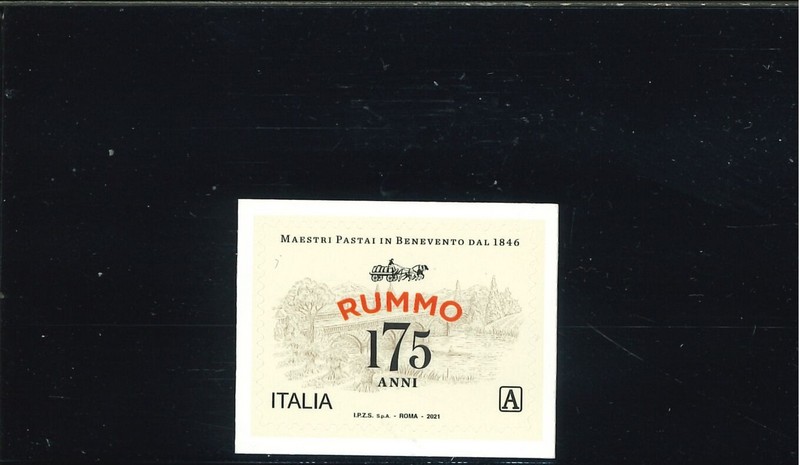 MAESTRI PASTAI IN BENEVENTO DAL 1846
RUMMO
175
ANNI
ITALIA
A
I.P.Z.S. S.p.A. - ROMA - 2021